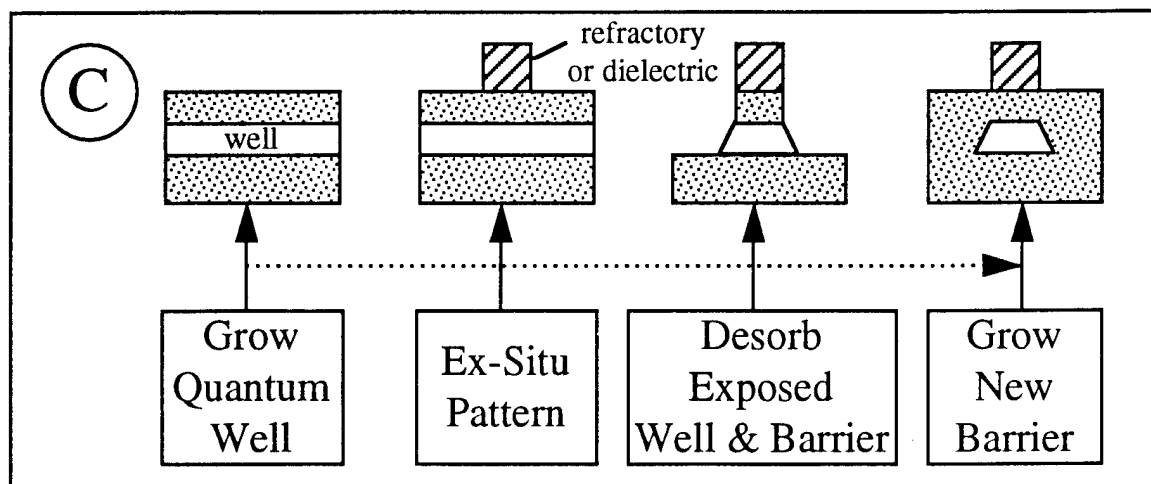 C
refractory
or dielectric
well
Grow
Quantum
Well
Ex-Situ
Pattern
Desorb
Exposed
Well & Barrier
Grow
New
Barrier